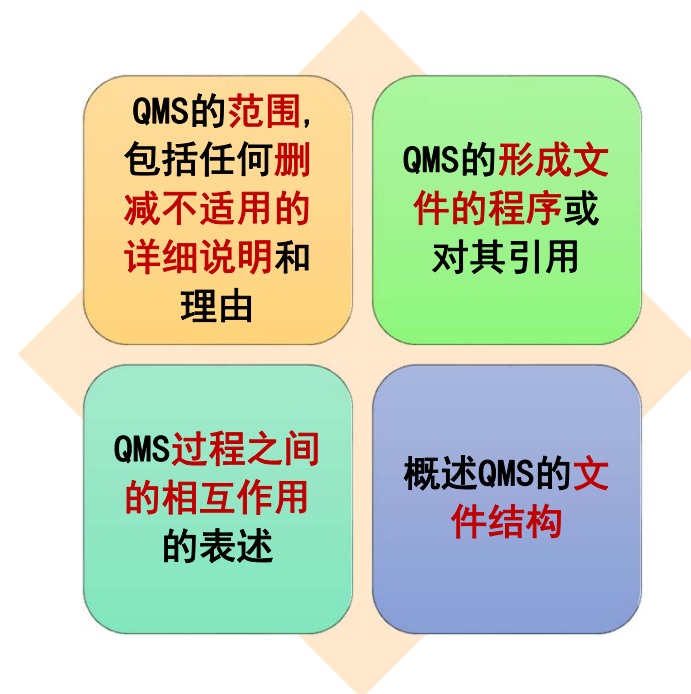 QMS的范围,
包括任何删
减不适用的
详细说明和
理由
QMS的形成文
件的程序或
对其引用
QMS过程之间
的相互作用
的表述
概述QMS的文
件结构